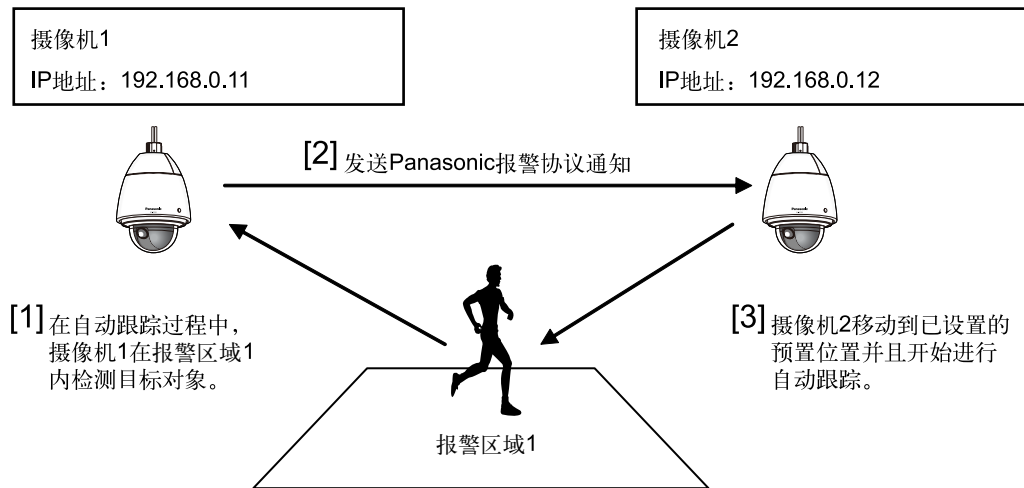 摄像机1
IP地址：192.168.0.11
摄像机2
IP地址：192.168.0.12
[2] 发送Panasonic报警协议通知
Panasonic
Panasonic
[1] 在自动跟踪过程中，
摄像机1在报警区域1
内检测目标对象。
[3] 摄像机2移动到已设置的
预置位置并且开始进行
自动跟踪。
报警区域1